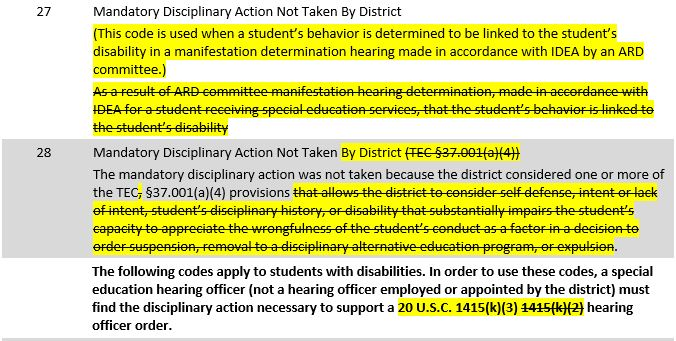 27 Mandatory Disciplinary Action Not Taken By District
(This code is used when a student's behavior is determined to be linked to the student's
disability in a manifestation determination hearing made in accordance with IDEA by an ARD
committee.)
As a result of ARD committee manifestation hearing determination, made in accordance with
IDEA for a student receiving special education services, that the student's behavior is linked to
the student's disability
28 Mandatory Disciplinary Action Not Taken By District (TEC §37.001(a)(4))
The mandatory disciplinary action was not taken because the district considered one or more of
the TEC, §37.001(a)(4) provisions that allows the district to consider self defense, intent or lack
of intent, student's disciplinary history, or disability that substantially impairs the student's
capacity to appreciate the wrongfulness of the student's conduct as a factor in a decision to
order suspension, removal to a disciplinary alternative education program, or expulsion.
The following codes apply to students with disabilities. In order to use these codes, a special
education hearing officer (not a hearing officer employed or appointed by the district) must
find the disciplinary action necessary to support a 20 U.S.C. 1415(k)(3) 1415(k)(2) hearing
officer order.